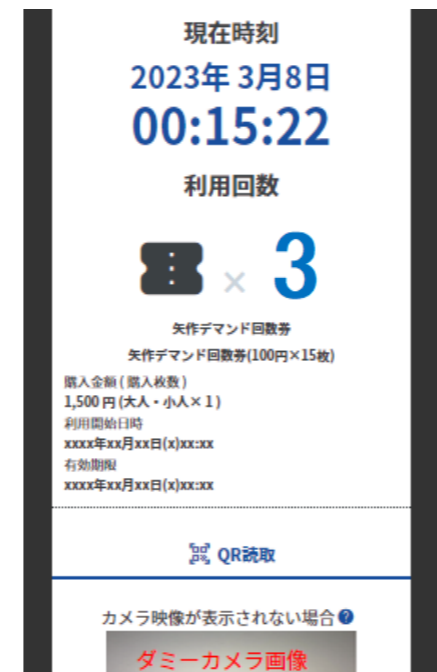 現在時刻
2023年 3月8日
00:15:22
利用回数
× 3
矢作デマンド回数券
矢作デマンド回数券(100円×15枚)
購入金額 ( 購入枚数 )
1,500 円 (大人・小人× 1 )
利用開始日時
xxxx年xx月xx日(x)xx:xx
有効期限
xxxx年xx月xx日(x)xx:xx
QR読取
カメラ映像が表示されない場合?
ダミーカメラ画像